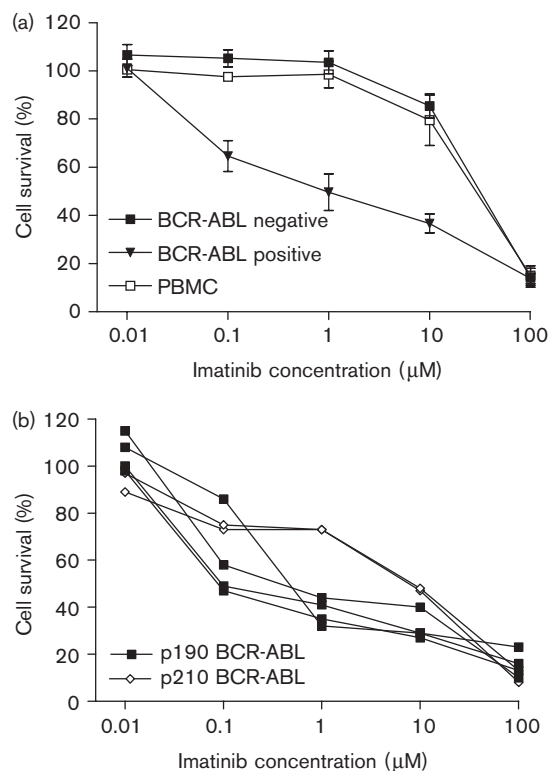 (a)
120
100
80
60
40
20
0
Cell survival (%)
BCR-ABL negative
BCR-ABL positive
PBMC
0.01 0.1 1 10 100
Imatinib concentration (μM)
(b)
120
100
80
60
40
20
0
Cell survival (%)
p190 BCR-ABL
p210 BCR-ABL
0.01 0.1 1 10 100
Imatinib concentration (μM)